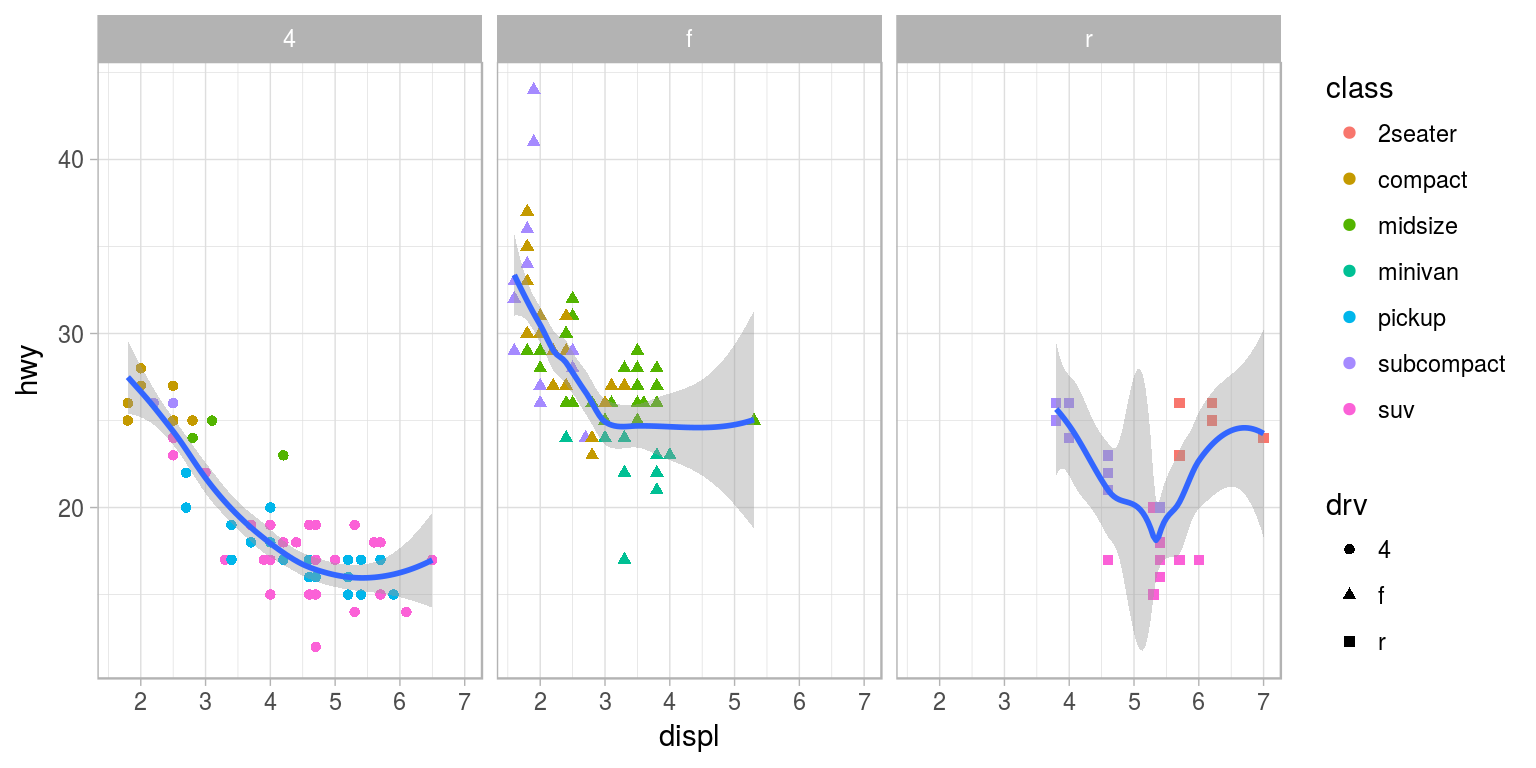 4 f r
hwy
40
30
20
2 3 4 5 6 7 2 3 4 5 6 7 2 3 4 5 6 7
displ
class
2seater
compact
midsize
minivan
pickup
subcompact
suv
drv
4
f
r